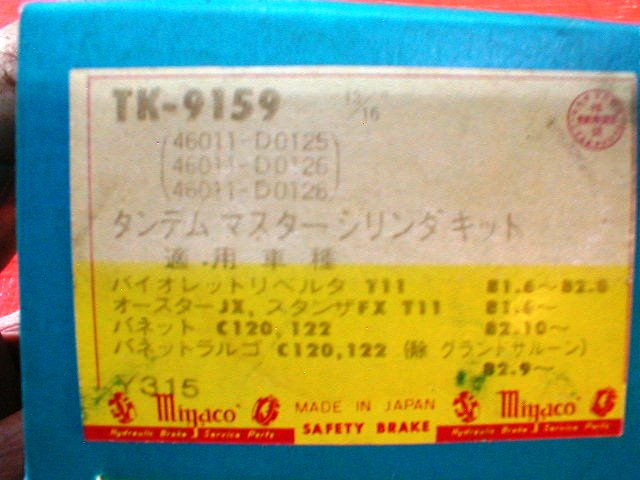 TK-9159 13/16
46011-D0125
46011-D0126
46011-D0126
タンデム マスター シリンダ キット
適用車種
バイオレットリベルタ T11 81.6～82.8
オースターJX, スタンザFX T11 81.6～
バネット C120,122 82.10～
バネットラルゴ C120,122 (除 グランドサルーン)
82.9～
Y315
Miyaco MADE IN JAPAN Miyaco
Hydraulic Brake Service Parts SAFETY BRAKE Hydraulic Brake Service Parts